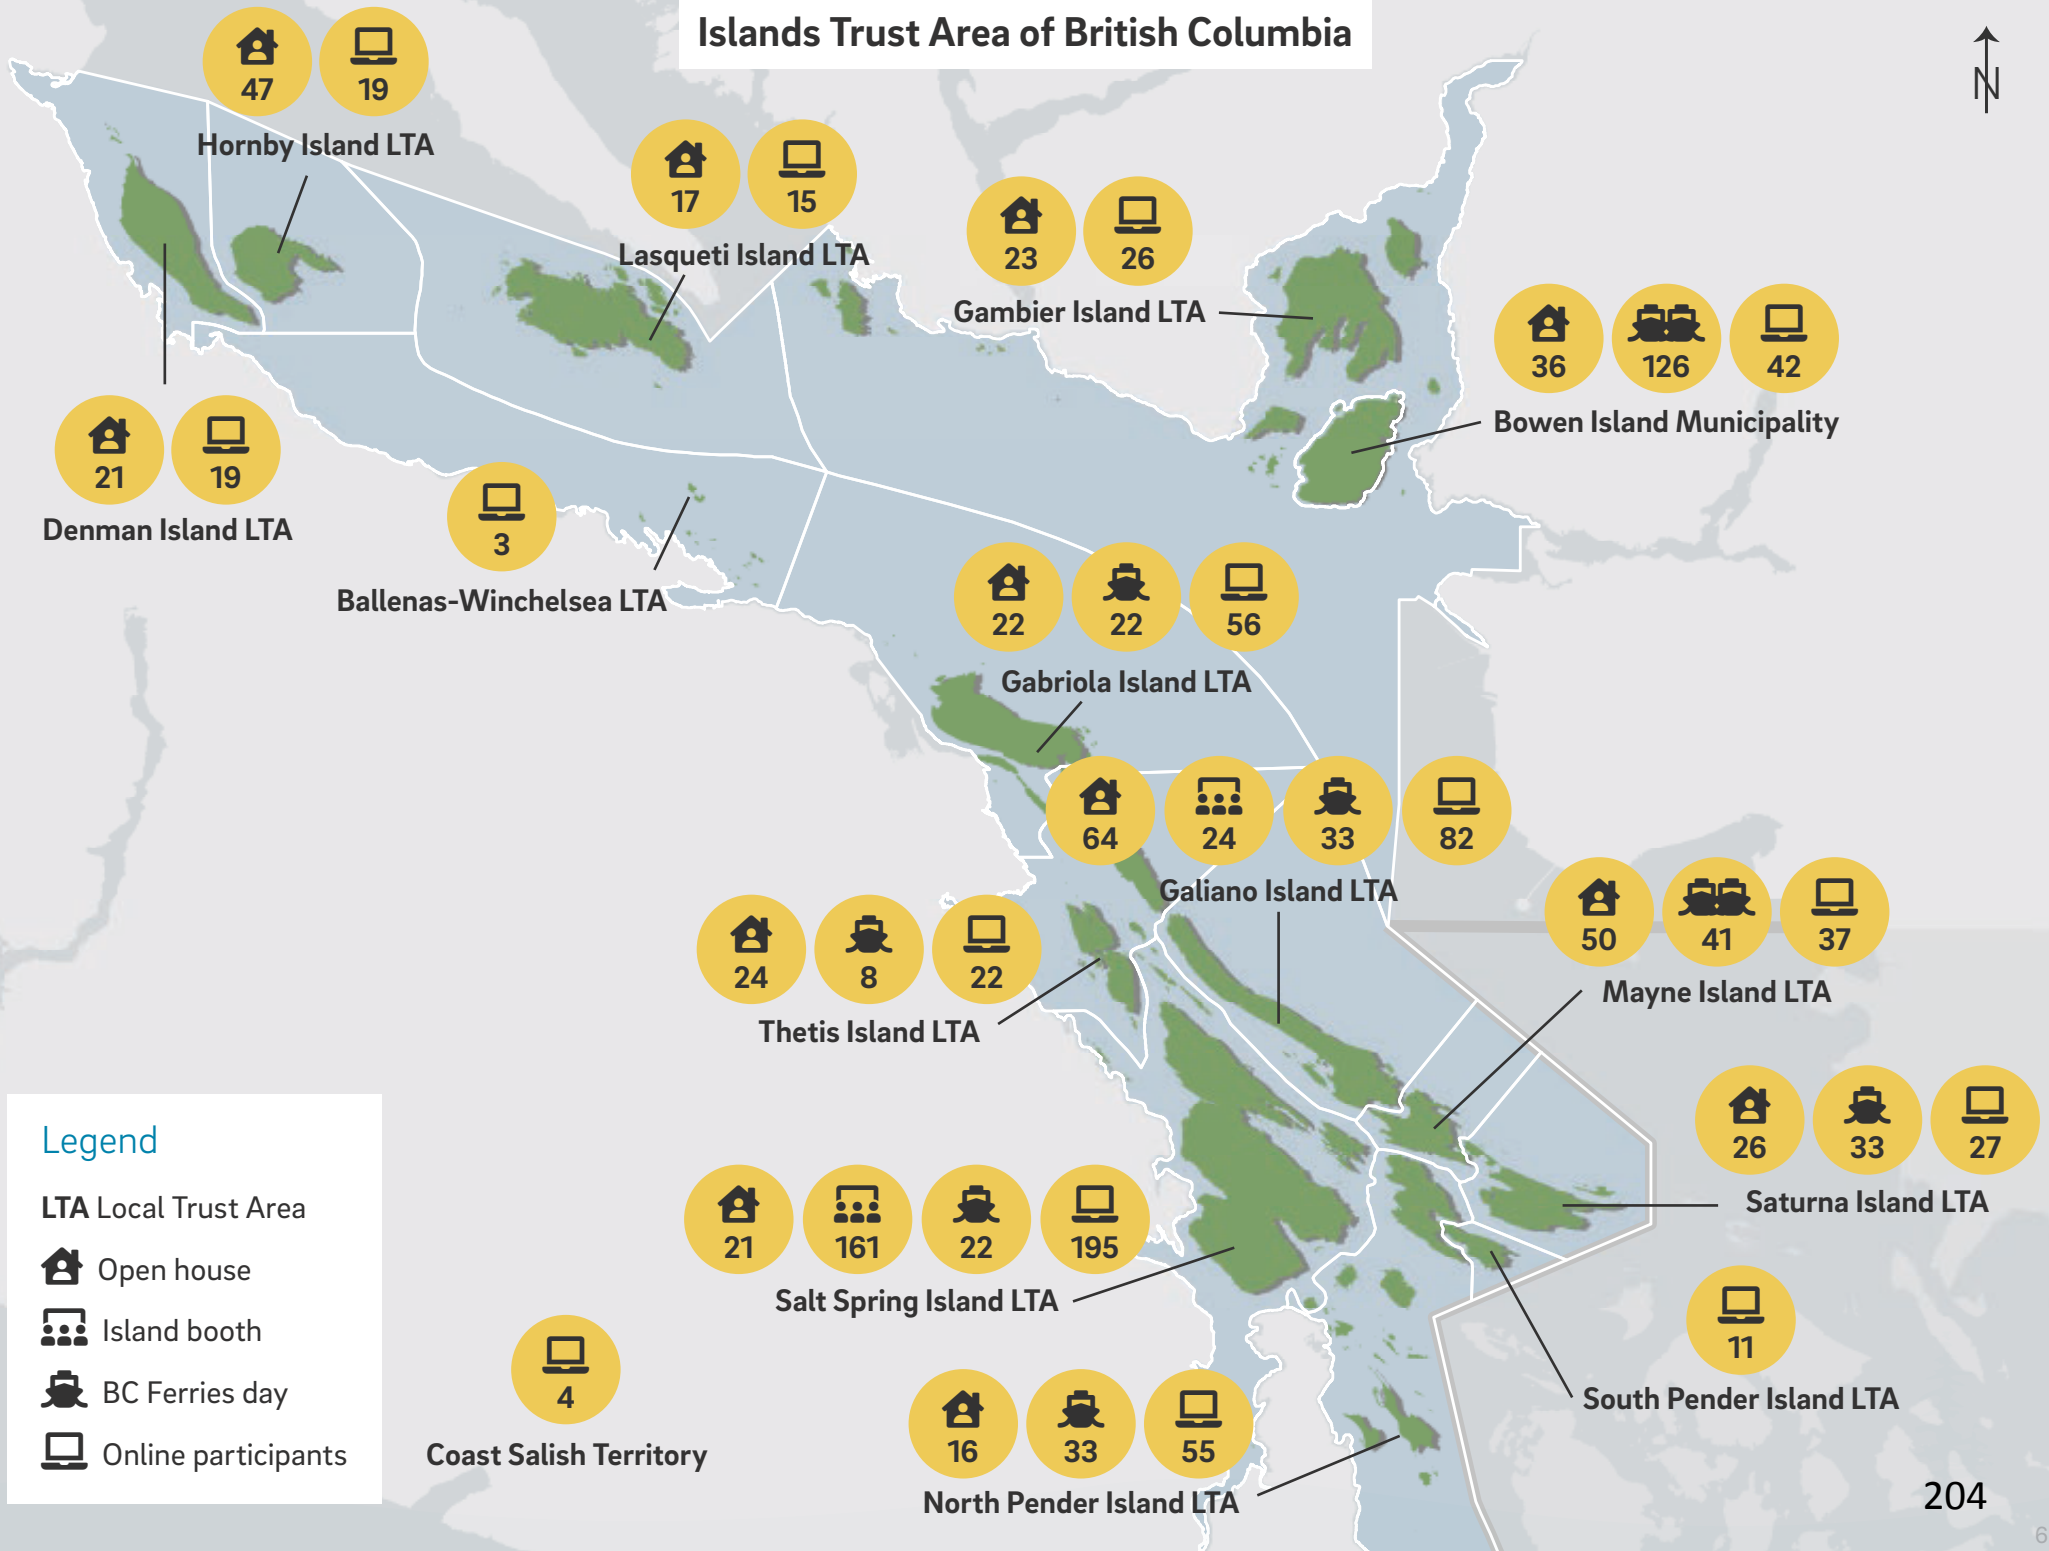 Islands Trust Area of British Columbia
N
47 19
Hornby Island LTA
17 15
Lasqueti Island LTA
23 26
Gambier Island LTA
36 126 42
Bowen Island Municipality
21 19
Denman Island LTA
3
Ballenas-Winchelsea LTA
22 22 56
Gabriola Island LTA
64 24 33 82
Galiano Island LTA
50 41 37
Mayne Island LTA
24 8 22
Thetis Island LTA
26 33 27
Saturna Island LTA
21 161 22 195
Salt Spring Island LTA
11
South Pender Island LTA
4
Coast Salish Territory
16 33 55
North Pender Island LTA
Legend
LTA Local Trust Area
Open house
Island booth
BC Ferries day
Online participants
204
6